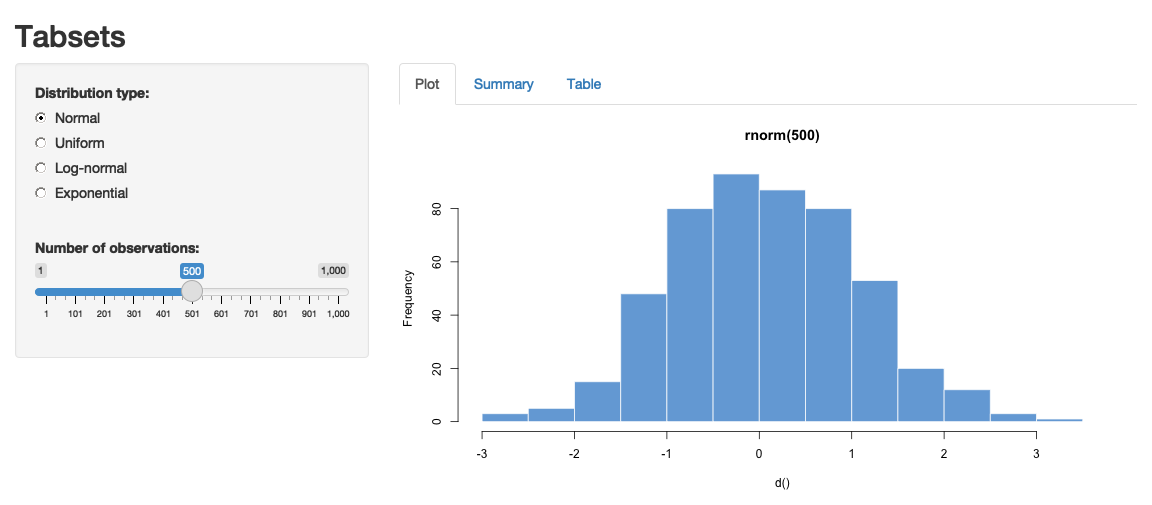 Tabsets
Distribution type:
Normal
Uniform
Log-normal
Exponential
Number of observations:
1 500 1,000
1 101 201 301 401 501 601 701 801 901 1,000
Plot Summary Table
rnorm(500)
Frequency
80
60
40
20
0
-3 -2 -1 0 1 2 3
d()